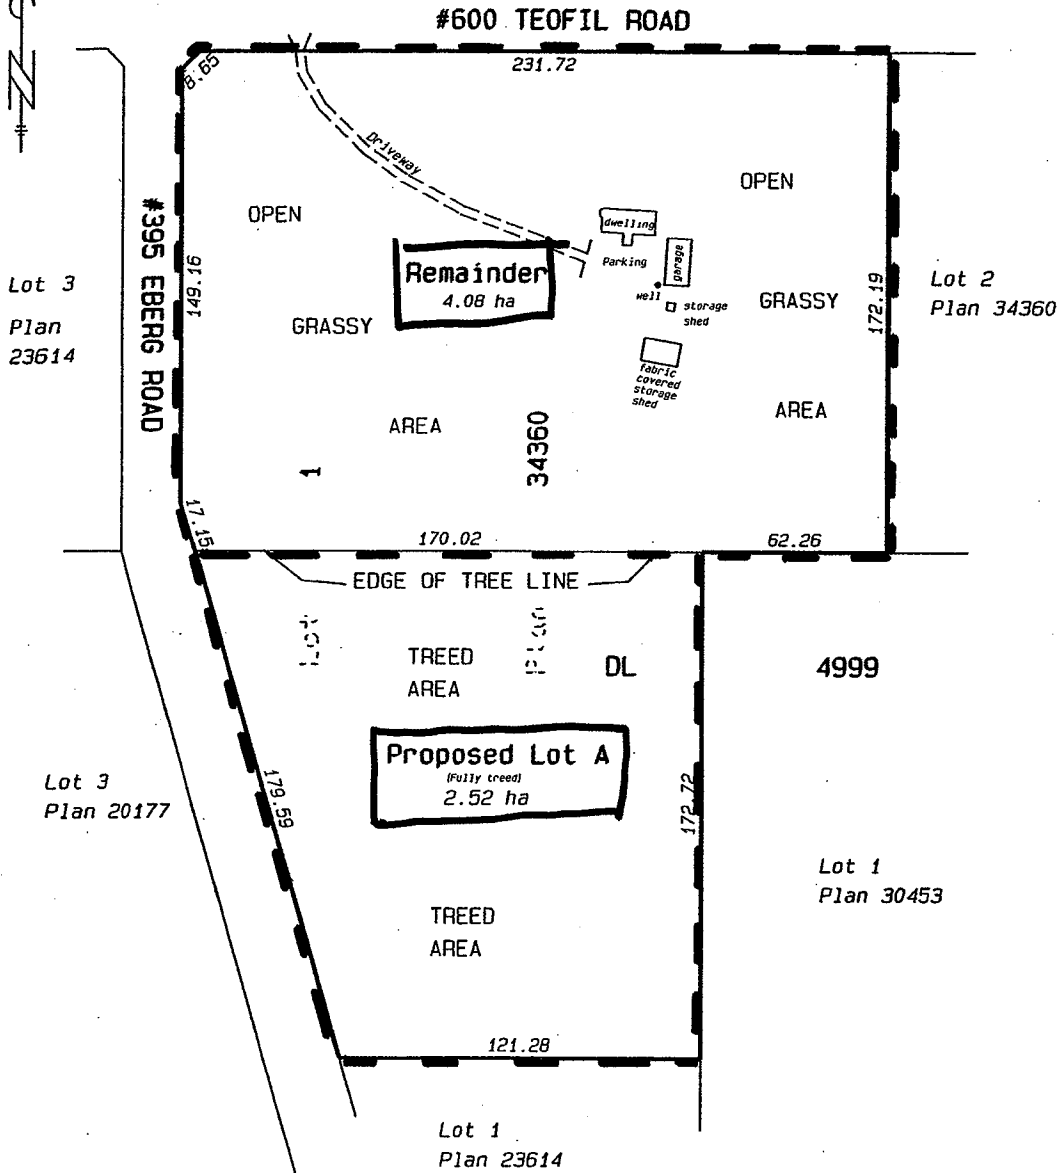 N
#600 TEOFIL ROAD
231.72
8.65
Driveway
OPEN
OPEN
dwelling
garage
Parking
#395 EBERG ROAD
149.16
Remainder
4.08 ha
Lot 3
Plan
23614
well
storage
shed
GRASSY
GRASSY
172.19
Lot 2
Plan 34360
fabric
covered
storage
shed
AREA
AREA
1
34360
17.15
170.02
62.26
EDGE OF TREE LINE
Lot
Plan
TREED
AREA
DL
4999
Proposed Lot A
(Fully treed)
2.52 ha
179.59
172.72
Lot 3
Plan 20177
Lot 1
Plan 30453
TREED
AREA
121.28
Lot 1
Plan 23614